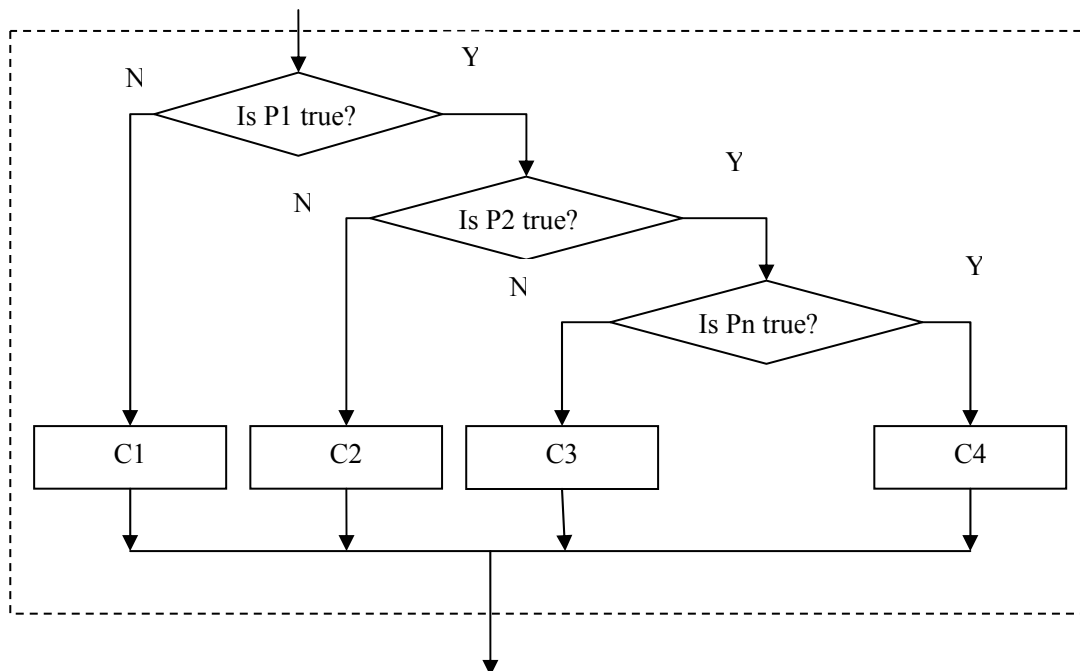 Y
N
Is P1 true?
Y
N
Is P2 true?
Y
N
Is Pn true?
C1
C2
C3
C4